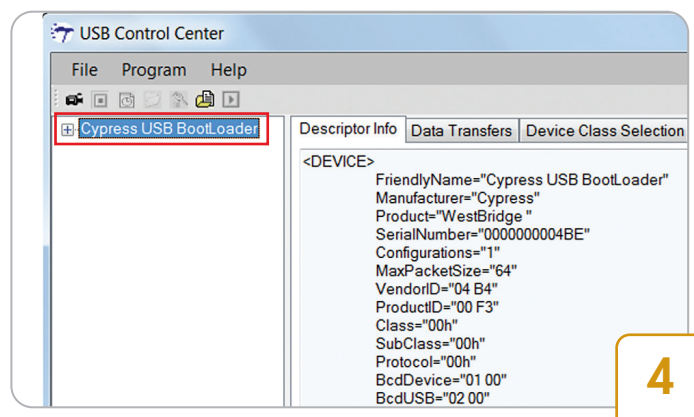 USB Control Center
File Program Help
Cypress USB BootLoader
Descriptor Info Data Transfers Device Class Selection
<DEVICE>
FriendlyName="Cypress USB BootLoader"
Manufacturer="Cypress"
Product="WestBridge "
SerialNumber="0000000004BE"
Configurations="1"
MaxPacketSize="64"
VendorID="04 B4"
ProductID="00 F3"
Class="00h"
SubClass="00h"
Protocol="00h"
BcdDevice="01 00"
BcdUSB="02 00"
4